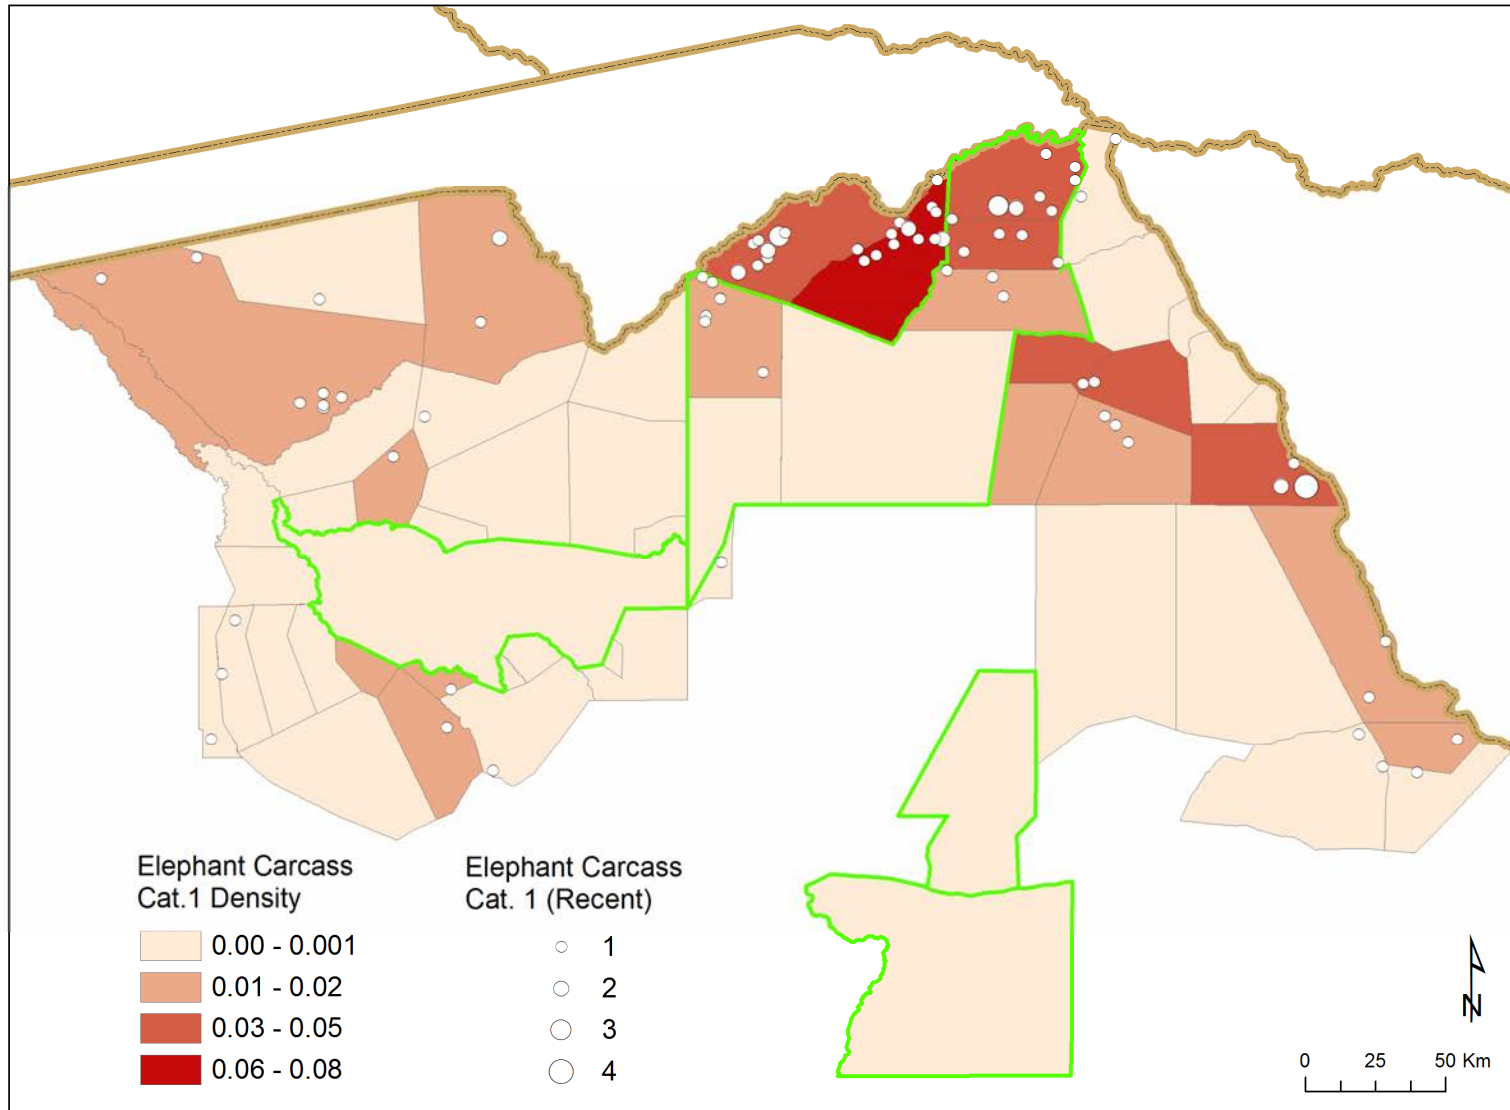 Elephant Carcass
Cat.1 Density
0.00 - 0.001
0.01 - 0.02
0.03 - 0.05
0.06 - 0.08
Elephant Carcass
Cat. 1 (Recent)
1
2
3
4
N
0 25 50 Km